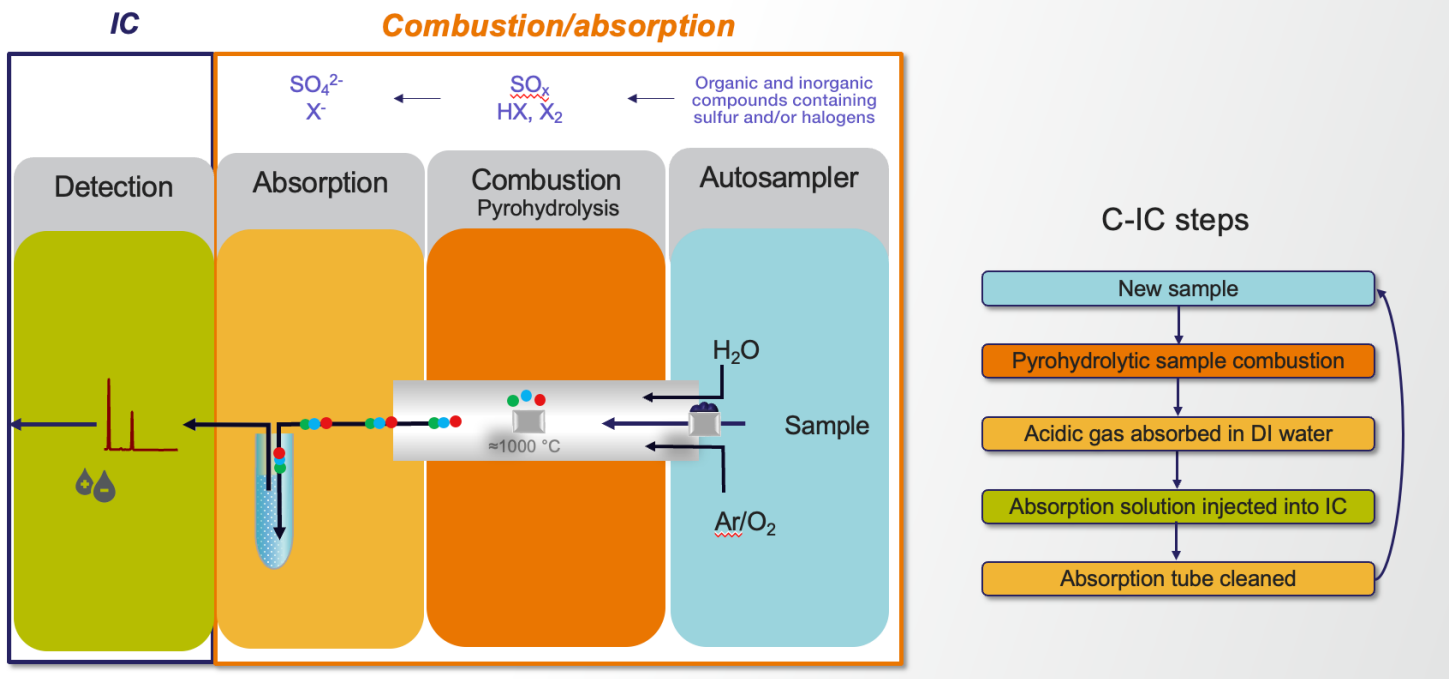 IC
Combustion/absorption
SO₄²⁻
X⁻
SOₓ
HX, X₂
Organic and inorganic
compounds containing
sulfur and/or halogens
Detection
Absorption
Combustion
Pyrohydrolysis
Autosampler
H₂O
Sample
≈1000 °C
Ar/O₂
+
−
C-IC steps
New sample
Pyrohydrolytic sample combustion
Acidic gas absorbed in DI water
Absorption solution injected into IC
Absorption tube cleaned